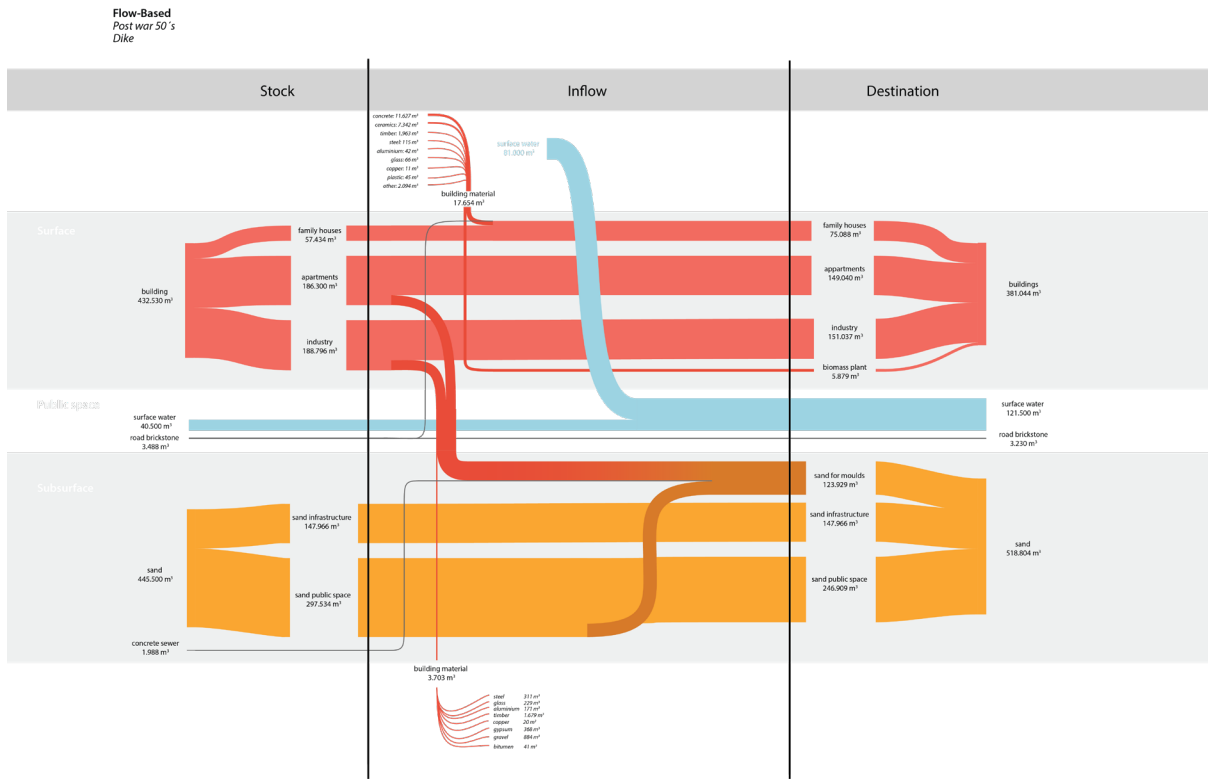 Flow-Based
Post war 50´s
Dike
Stock
Inflow
Destination
concrete: 11.627 m³
ceramics: 7.342 m³
timber: 1,963 m³
steel: 115 m³
aluminium: 42 m³
glass: 66 m³
copper: 11 m³
plastic: 45 m³
other: 2.094 m³
building material
17.654 m³
surface water
81.000 m³
Surface
family houses
57.434 m³
apartments
186.300 m³
building
432.530 m³
industry
188.796 m³
family houses
75.088 m³
appartments
149.040 m³
buildings
381.044 m³
industry
151.037 m³
biomass plant
5.879 m³
Public space
surface water
40.500 m³
road brickstone
3.488 m³
surface water
121.500 m³
road brickstone
3.230 m³
Subsurface
sand infrastructure
147.966 m³
sand
445.500 m³
sand public space
297.534 m³
concrete sewer
1.988 m³
sand for moulds
123.929 m³
sand infrastructure
147.966 m³
sand
518.804 m³
sand public space
246.909 m³
building material
3.703 m³
steel 311 m³
glass 229 m³
aluminium 171 m³
timber 1.679 m³
copper 20 m³
gypsum 368 m³
gravel 884 m³
bitumen 41 m³